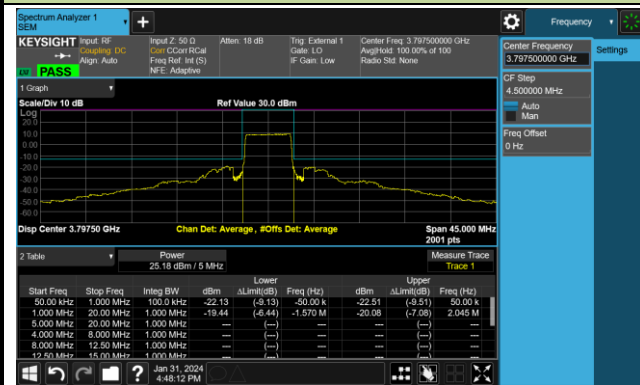 Spectrum Analyzer 1
SEM
Frequency
KEYSIGHT
Input: RF
Coupling: DC
Align: Auto
Input Z: 50 Ω
Corr CCorr RCal
Freq Ref: Int (S)
NFE: Adaptive
Atten: 18 dB
Trig: External 1
Gate: LO
IF Gain: Low
Center Freq: 3.797500000 GHz
Avg|Hold: 100.00% of 100
Radio Std: None
PASS
Center Frequency
3.797500000 GHz
Settings
CF Step
4.500000 MHz
Auto
Man
Freq Offset
0 Hz
1 Graph
Scale/Div 10 dB
Ref Value 30.0 dBm
Log
20.0
10.0
0.00
-10.0
-20.0
-30.0
-40.0
-50.0
-60.0
Disp Center 3.79750 GHz
Chan Det: Average , #Offs Det: Average
Span 45.000 MHz
2001 pts
2 Table
Power
25.18 dBm / 5 MHz
Measure Trace
Trace 1
Lower Upper
Start Freq Stop Freq Integ BW dBm ΔLimit(dB) Freq (Hz) dBm ΔLimit(dB) Freq (Hz)
50.00 kHz 1.000 MHz 100.0 kHz -22.13 (-9.13) -50.00 k -22.51 (-9.51) 50.00 k
1.000 MHz 20.00 MHz 1.000 MHz -19.44 (-6.44) -1.570 M -20.08 (-7.08) 2.045 M
5.000 MHz 20.00 MHz 1.000 MHz --- (---) --- --- (---) ---
4.000 MHz 8.000 MHz 1.000 MHz --- (---) --- --- (---) ---
8.000 MHz 12.50 MHz 1.000 MHz --- (---) --- --- (---) ---
12.50 MHz 15.00 MHz 1.000 MHz --- (---) --- --- (---) ---
Jan 31, 2024
4:48:12 PM